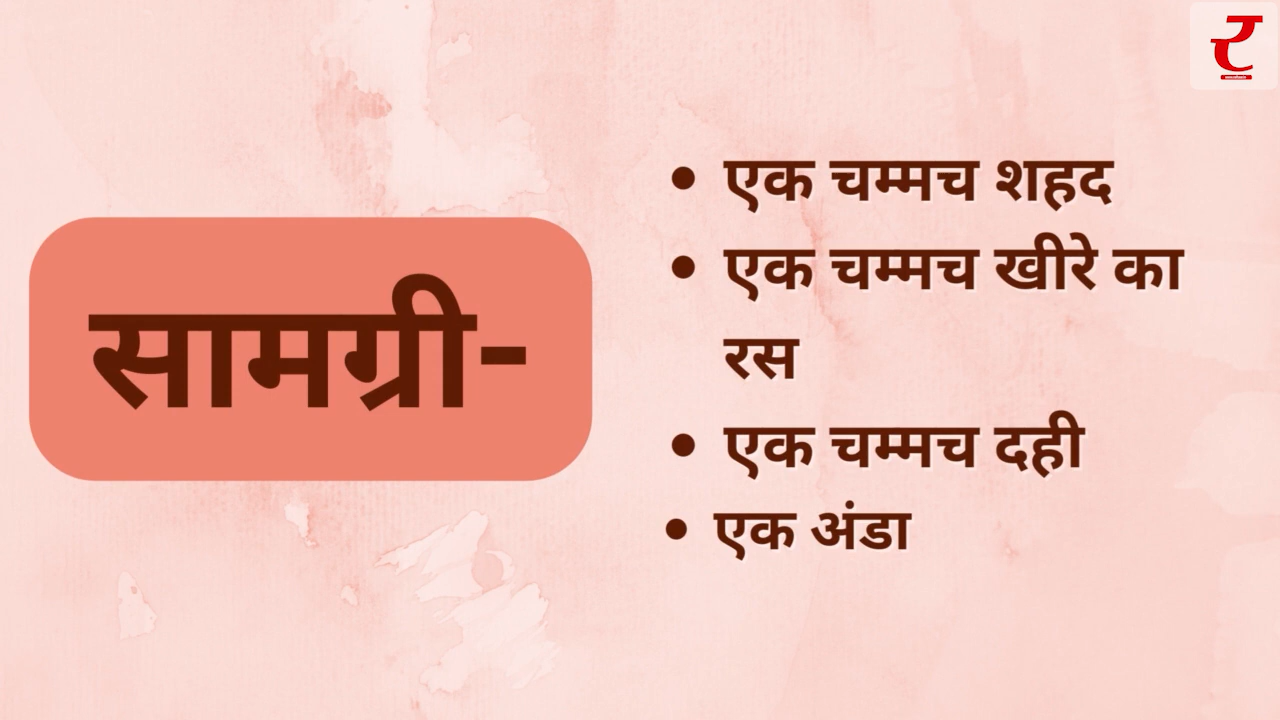 सामग्री-
• एक चम्मच शहद
• एक चम्मच खीरे का
रस
• एक चम्मच दही
• एक अंडा